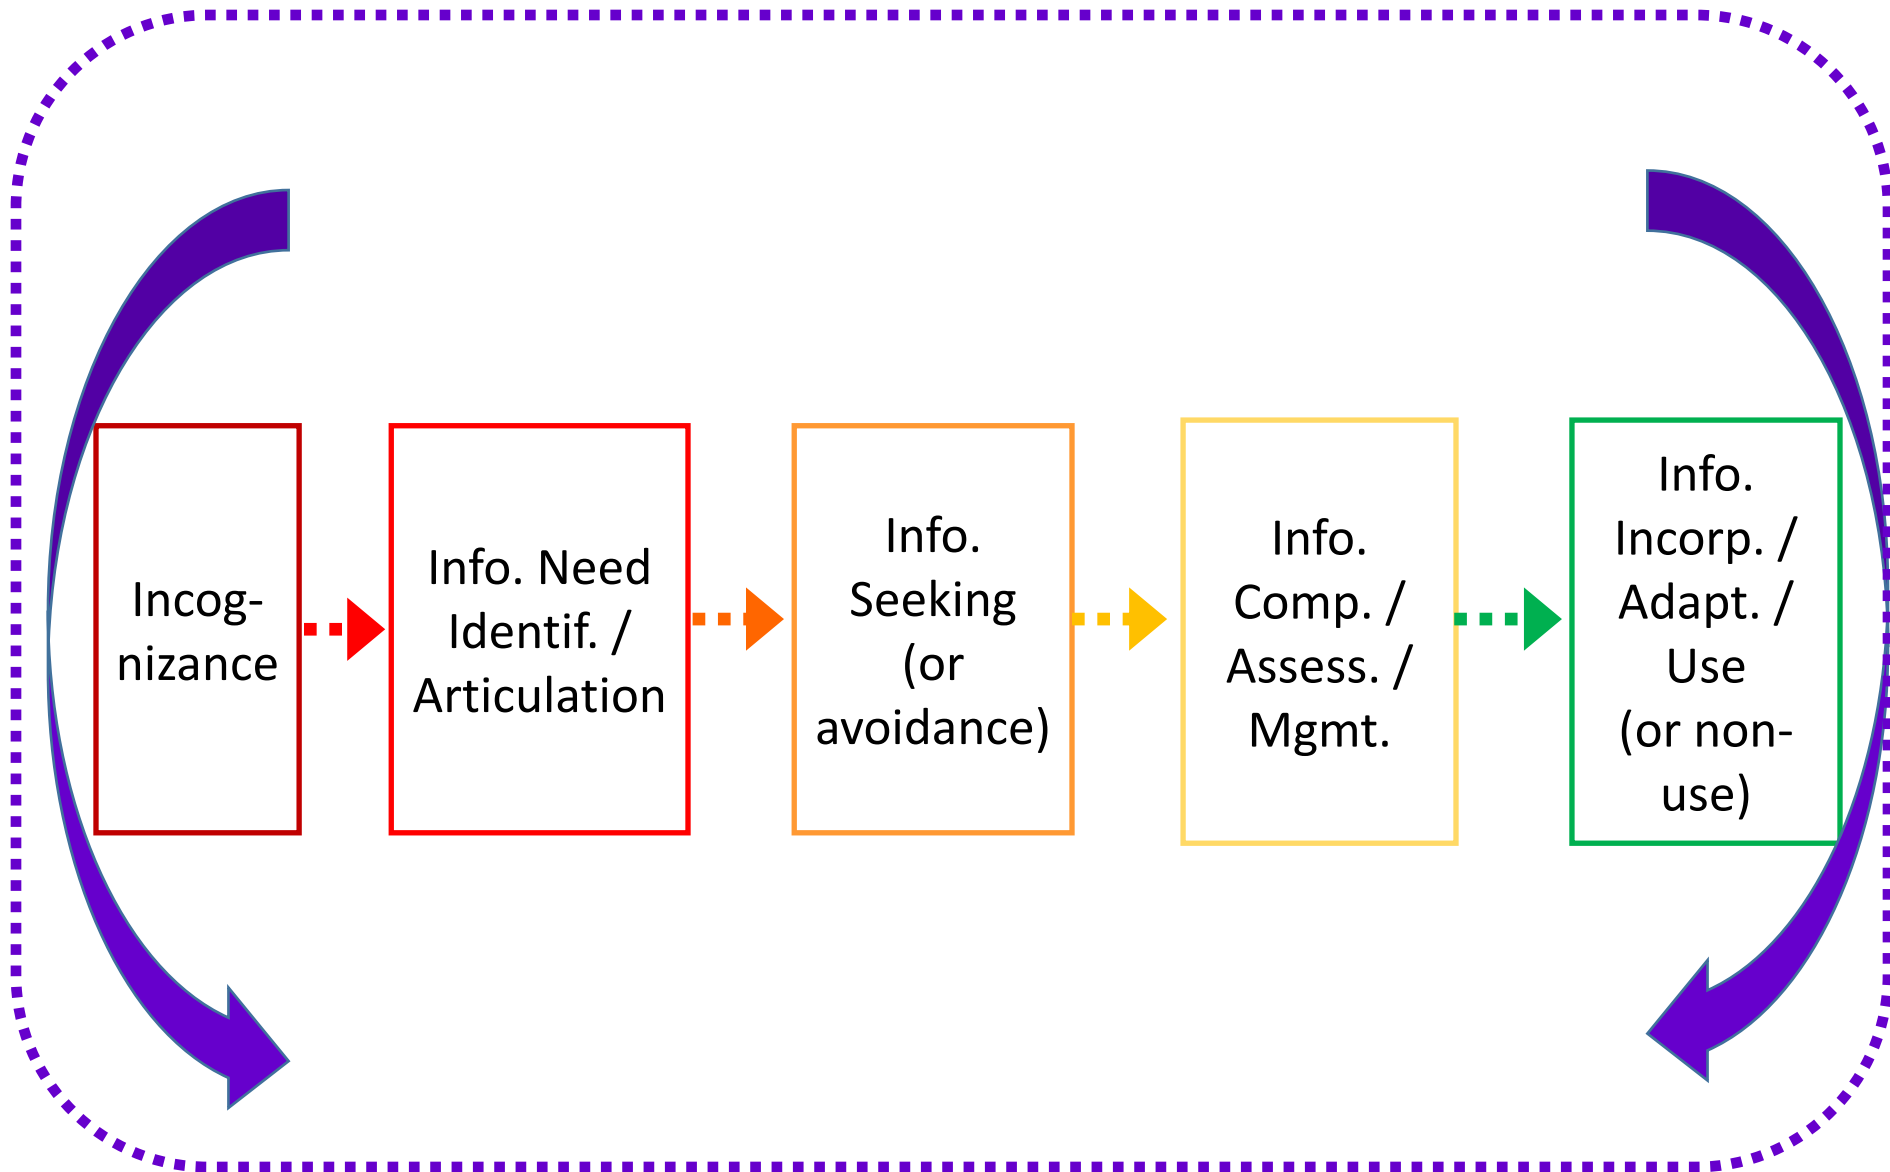 Incog-
nizance
Info. Need
Identif. /
Articulation
Info.
Seeking
(or
avoidance)
Info.
Comp. /
Assess. /
Mgmt.
Info.
Incorp. /
Adapt. /
Use
(or non-
use)